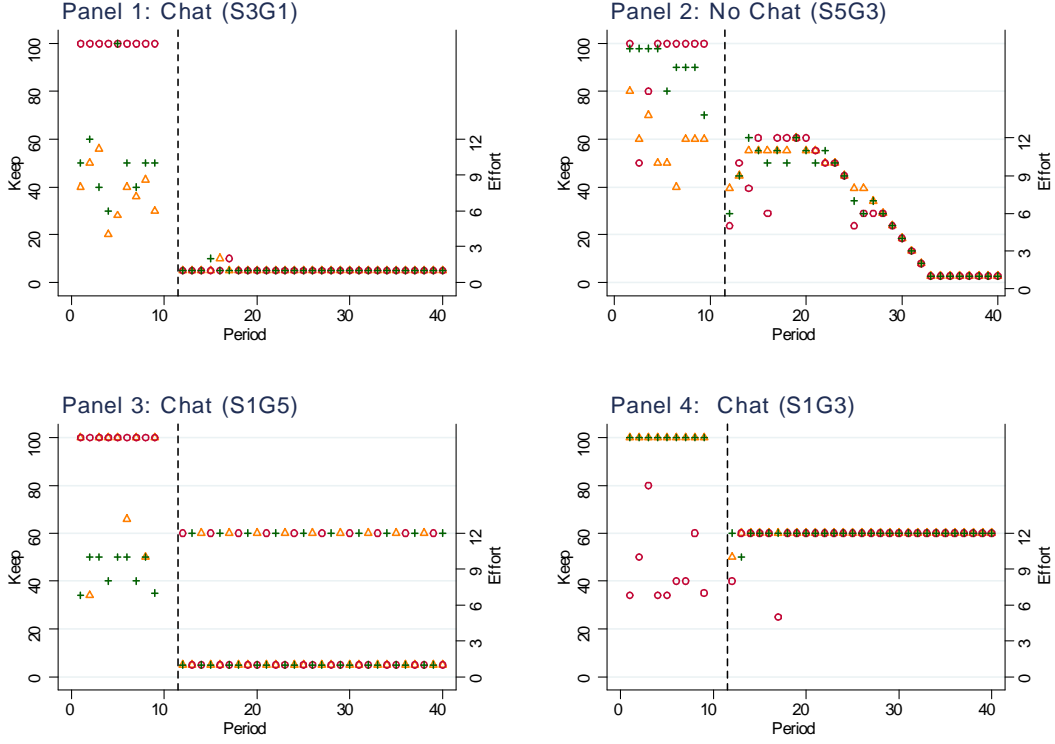 Panel 1: Chat (S3G1)
Keep
0 20 40 60 80 100
Effort
0 3 6 9 12
0 10 20 30 40
Period
Panel 2: No Chat (S5G3)
Keep
0 20 40 60 80 100
Effort
0 3 6 9 12
0 10 20 30 40
Period
Panel 3: Chat (S1G5)
Keep
0 20 40 60 80 100
Effort
0 3 6 9 12
0 10 20 30 40
Period
Panel 4: Chat (S1G3)
Keep
0 20 40 60 80 100
Effort
0 3 6 9 12
0 10 20 30 40
Period